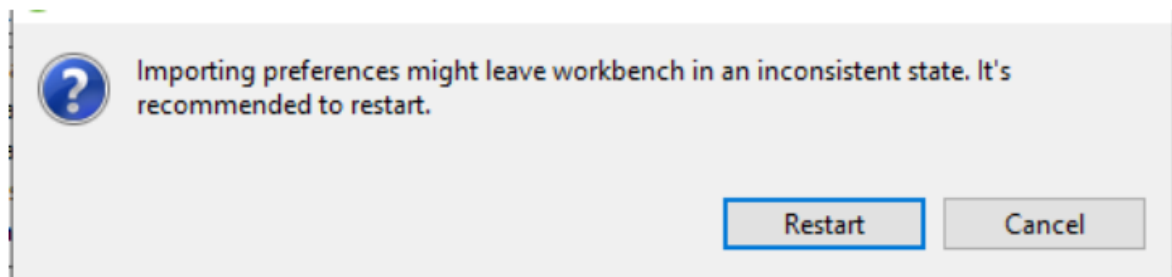 Importing preferences might leave workbench in an inconsistent state. It's
recommended to restart.
Restart
Cancel